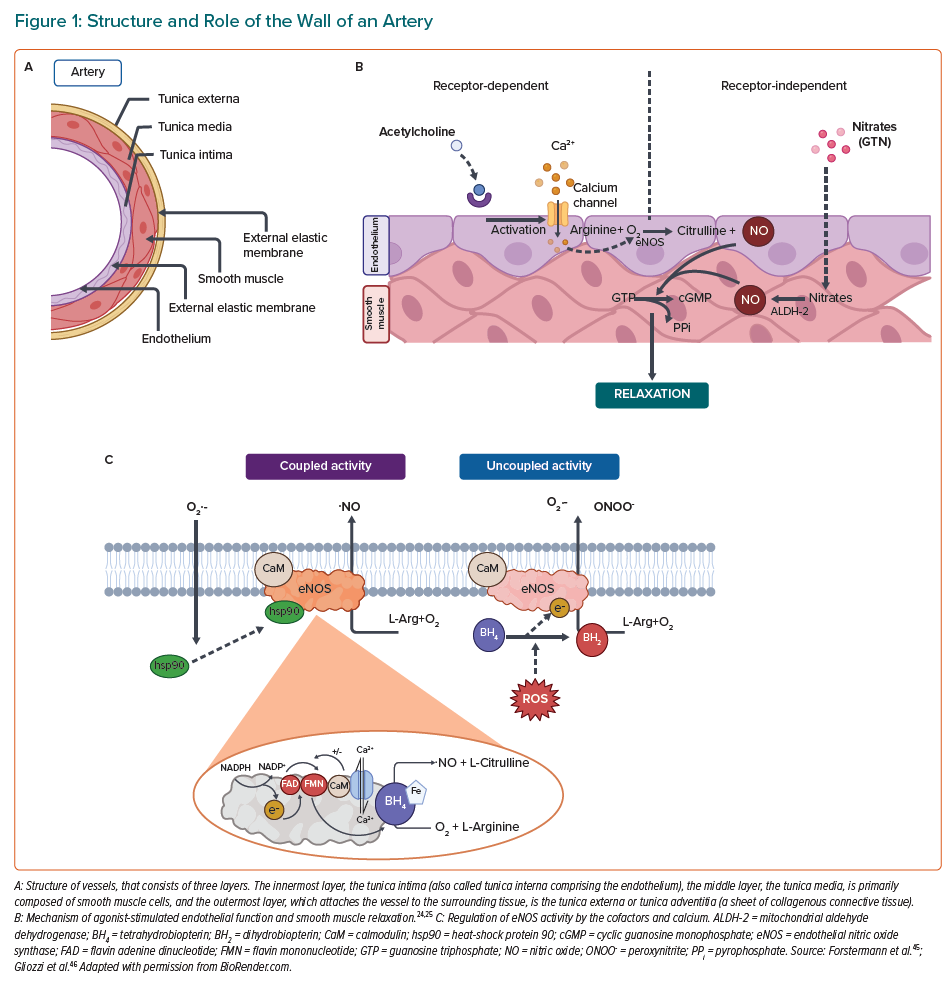 Figure 1: Structure and Role of the Wall of an Artery
A
Artery
Tunica externa
Tunica media
Tunica intima
External elastic
membrane
Smooth muscle
External elastic membrane
Endothelium
B
Receptor-dependent
Receptor-independent
Acetylcholine
Ca²⁺
Calcium
channel
Nitrates
(GTN)
Endothelium
Activation
Arginine+ O₂
eNOS
Citrulline +
NO
Smooth
muscle
GTP
cGMP
NO
Nitrates
ALDH-2
PPi
RELAXATION
C
Coupled activity
Uncoupled activity
O₂·-
·NO
O₂·-
ONOO⁻
CaM
eNOS
hsp90
L-Arg+O₂
hsp90
CaM
eNOS
e⁻
BH₄
BH₂
L-Arg+O₂
ROS
NADPH
NADP⁺
+/-
Ca²⁺
FAD
FMN
CaM
e⁻
Ca²⁺
BH₄
Fe
·NO + L-Citrulline
O₂ + L-Arginine
A: Structure of vessels, that consists of three layers. The innermost layer, the tunica intima (also called tunica interna comprising the endothelium), the middle layer, the tunica media, is primarily
composed of smooth muscle cells, and the outermost layer, which attaches the vessel to the surrounding tissue, is the tunica externa or tunica adventitia (a sheet of collagenous connective tissue).
B: Mechanism of agonist-stimulated endothelial function and smooth muscle relaxation.²⁴,²⁵ C: Regulation of eNOS activity by the cofactors and calcium. ALDH-2 = mitochondrial aldehyde
dehydrogenase; BH₄ = tetrahydrobiopterin; BH₂ = dihydrobiopterin; CaM = calmodulin; hsp90 = heat-shock protein 90; cGMP = cyclic guanosine monophosphate; eNOS = endothelial nitric oxide
synthase; FAD = flavin adenine dinucleotide; FMN = flavin mononucleotide; GTP = guanosine triphosphate; NO = nitric oxide; ONOO⁻ = peroxynitrite; PPᵢ = pyrophosphate. Source: Forstermann et al.⁴⁵;
Gliozzi et al.⁴⁶ Adapted with permission from BioRender.com.